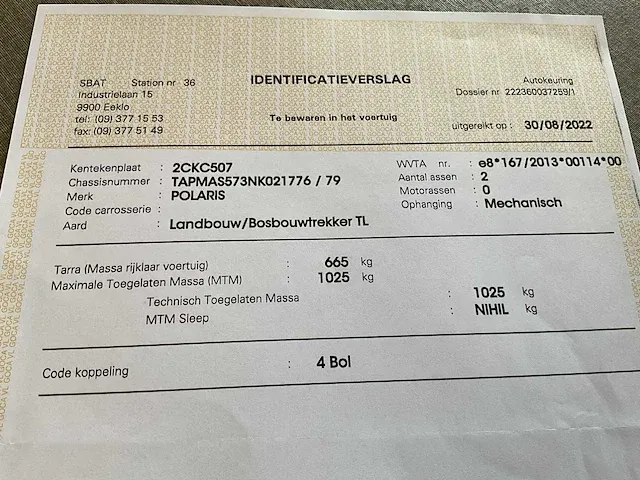 SBAT Station nr 36
Industrielaan 15
9900 Eeklo
tel: (09) 377 15 53
fax: (09) 377 51 49
IDENTIFICATIEVERSLAG
Te bewaren in het voertuig
Autokeuring
Dossier nr 222360037259/1
uitgereikt op : 30/08/2022
Kentekenplaat : 2CKC507
Chassisnummer : TAPMAS573NK021776 / 79
Merk : POLARIS
Code carrosserie :
Aard : Landbouw/Bosbouwtrekker TL
WVTA nr. : e8*167/2013*00114*00
Aantal assen : 2
Motorassen : 0
Ophanging : Mechanisch
Tarra (Massa rijklaar voertuig) : 665 kg
Maximale Toegelaten Massa (MTM) : 1025 kg
Technisch Toegelaten Massa : 1025 kg
MTM Sleep : NIHIL kg
Code koppeling : 4 Bol